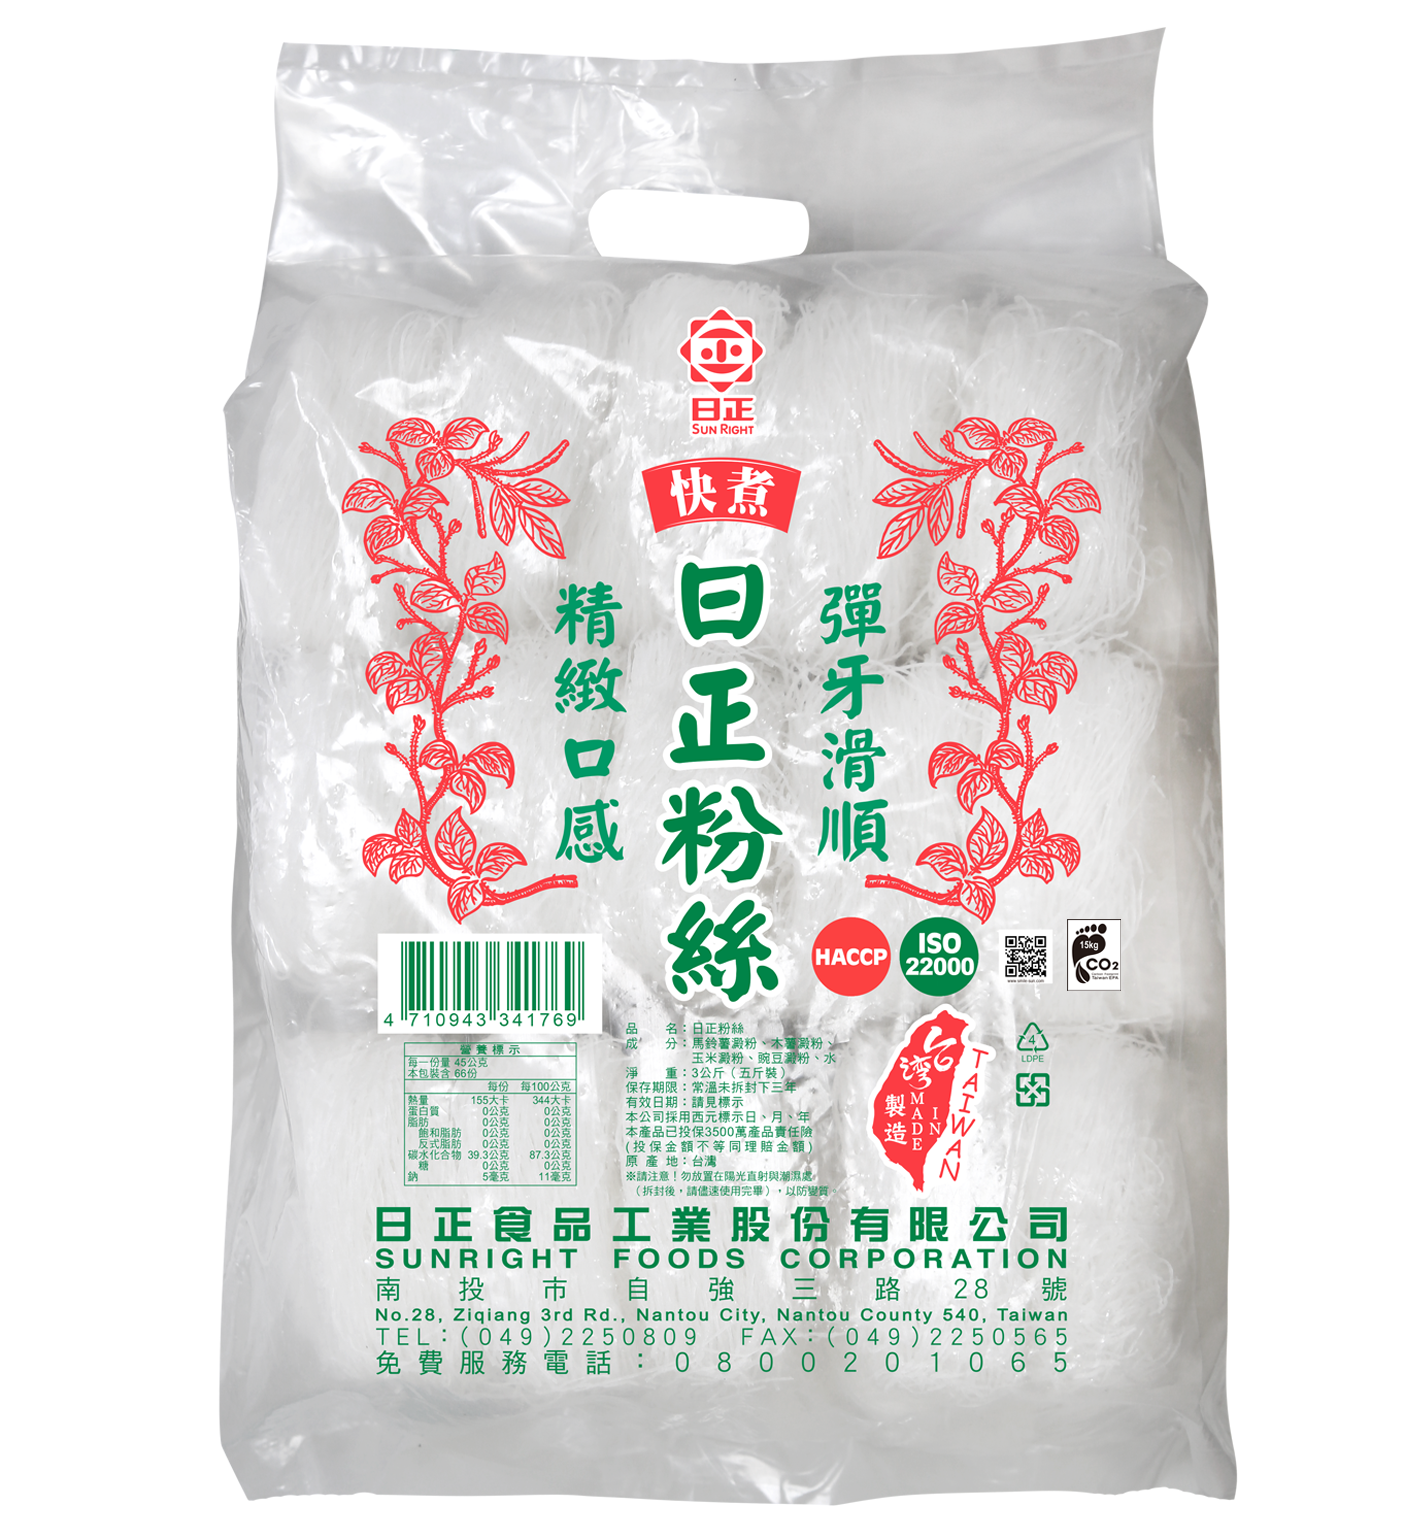 日正
SUN RIGHT
快煮
日正粉絲
彈牙滑順
精緻口感
HACCP
ISO
22000
www.smile-sun.com
15kg
CO2
Taiwan EPA
4 710943 341769
營養標示
每一份量 45公克
本包裝含 66份
每份 每100公克
熱量 155大卡 344大卡
蛋白質 0公克 0公克
脂肪 0公克 0公克
飽和脂肪 0公克 0公克
反式脂肪 0公克 0公克
碳水化合物 39.3公克 87.3公克
糖 0公克 0公克
鈉 5毫克 11毫克
品名：日正粉絲
成分：馬鈴薯澱粉、木薯澱粉、
玉米澱粉、豌豆澱粉、水
淨重：3公斤（五斤裝）
保存期限：常溫未拆封下三年
有效日期：請見標示
本公司採用西元標示日、月、年
本產品已投保3500萬產品責任險
(投保金額不等同理賠金額)
原產地：台灣
※請注意！勿放置在陽光直射與潮濕處
（拆封後，請儘速使用完畢），以防變質。
台灣製造
MADE IN
TAIWAN
4
LDPE
日正食品工業股份有限公司
SUNRIGHT FOODS CORPORATION
南投市自強三路28號
No.28, Ziqiang 3rd Rd., Nantou City, Nantou County 540, Taiwan
TEL:(049)2250809 FAX:(049)2250565
免費服務電話：0800201065